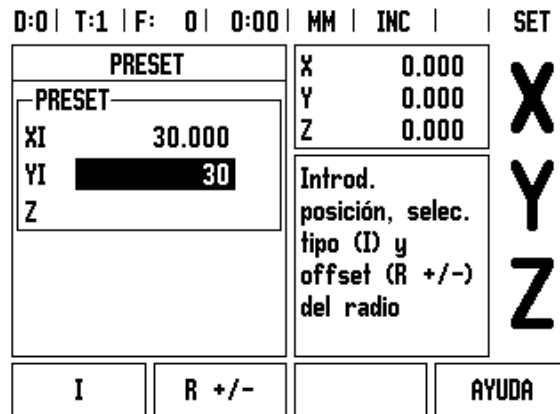 D:0 | T:1 | F: 0 | 0:00 | MM | INC | | SET
PRESET
PRESET
XI 30.000
YI 30
Z
X 0.000
Y 0.000
Z 0.000
Introd.
posición, selec.
tipo (I) y
offset (R +/-)
del radio
X
Y
Z
I R +/- AYUDA